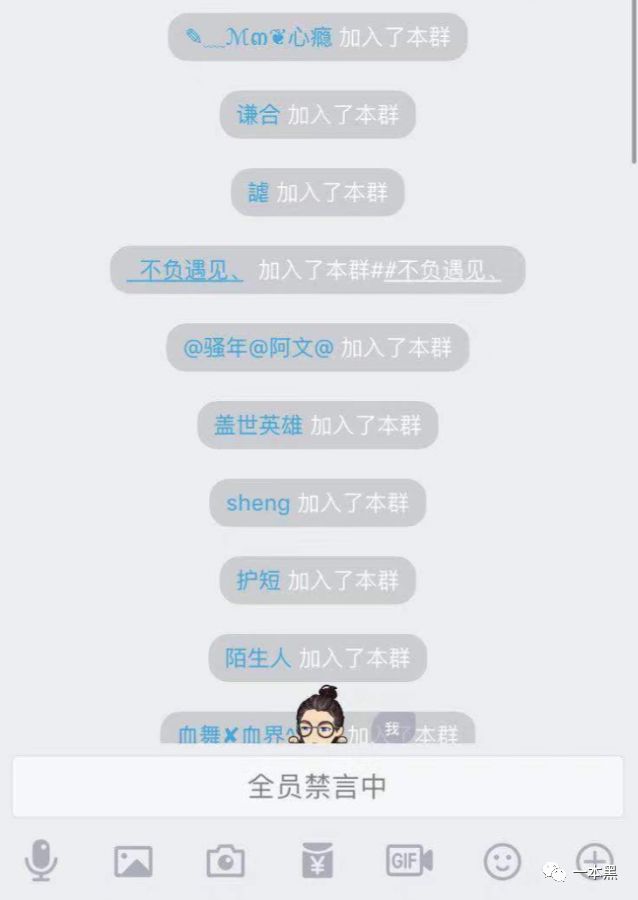 ✎﹏ℳ๓❦心瘾 加入了本群
谦合 加入了本群
謔 加入了本群
_不负遇见、 加入了本群##不负遇见、
@骚年@阿文@ 加入了本群
盖世英雄 加入了本群
sheng 加入了本群
护短 加入了本群
陌生人 加入了本群
血舞✘血界 加 了本群
我
全员禁言中
GIF
一本黑